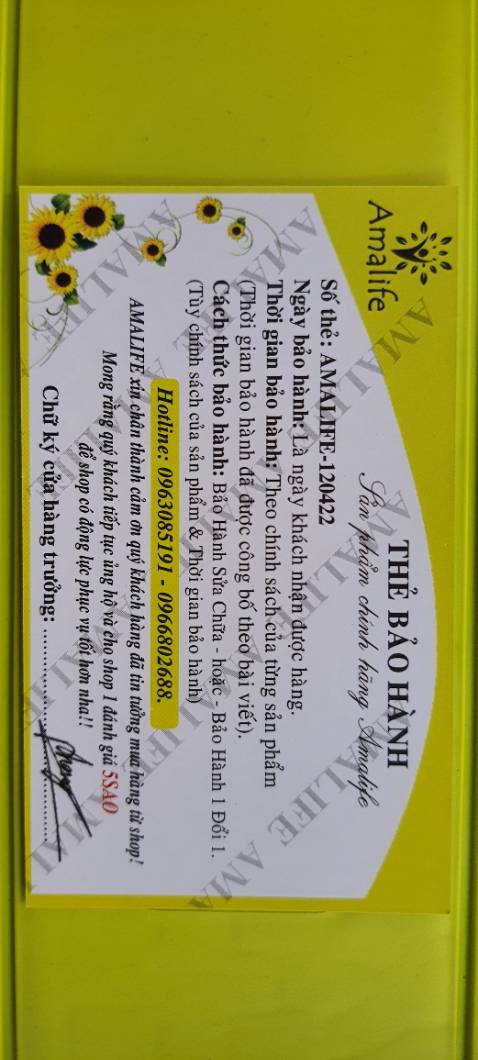 Amalife
THẺ BẢO HÀNH
Sản phẩm chính hãng Amalife
Số thẻ: AMALIFE-120422
Ngày bảo hành: Là ngày khách nhận được hàng.
Thời gian bảo hành: Theo chính sách của từng sản phẩm
(Thời gian bảo hành đã được công bố theo bài viết).
Cách thức bảo hành: Bảo Hành Sửa Chữa - hoặc - Bảo Hành 1 Đổi 1.
(Tùy chính sách của sản phẩm & Thời gian bảo hành)
Hotline: 0963085191 - 0966802688.
AMALIFE xin chân thành cảm ơn quý khách hàng đã tin tưởng mua hàng từ shop!
Mong rằng quý khách tiếp tục ủng hộ và cho shop 1 đánh giá 5SAO
để shop có động lực phục vụ tốt hơn nha!!
Chữ ký cửa hàng trưởng: ........................